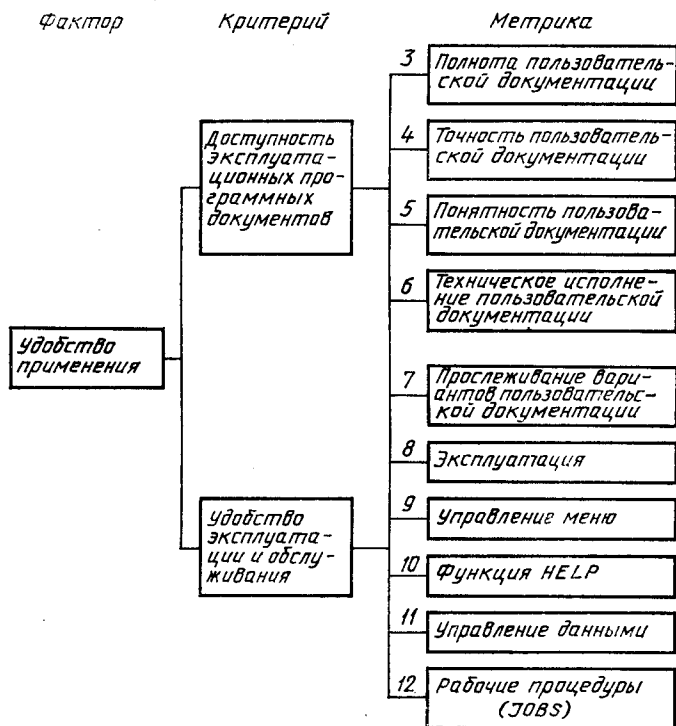 Фактор Критерий Метрика
3
Полнота пользователь-
ской документации
Доступность
эксплуата-
ционных про-
граммных
документов
4
Точность пользователь-
ской документации
5
Понятность пользова-
тельской документации
6
Техническое исполне-
ние пользовательской
документации
Удобство
применения
7
Прослеживание вари-
антов пользовательс-
кой документации
8
Эксплуатация
Удобство
эксплуата-
ции и обслу-
живания
9
Управление меню
10
Функция HELP
11
Управление данными
12
Рабочие процедуры
(JOBS)